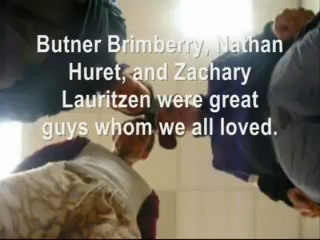 Butner Brimberry, Nathan
Huret, and Zachary
Lauritzen were great
guys whom we all loved.